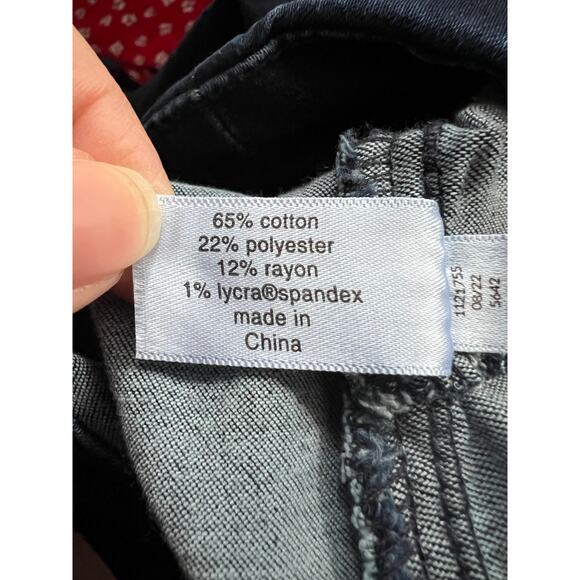 65% cotton
22% polyester
12% rayon
1% lycra®spandex
made in
China
1121755
08/22
5642